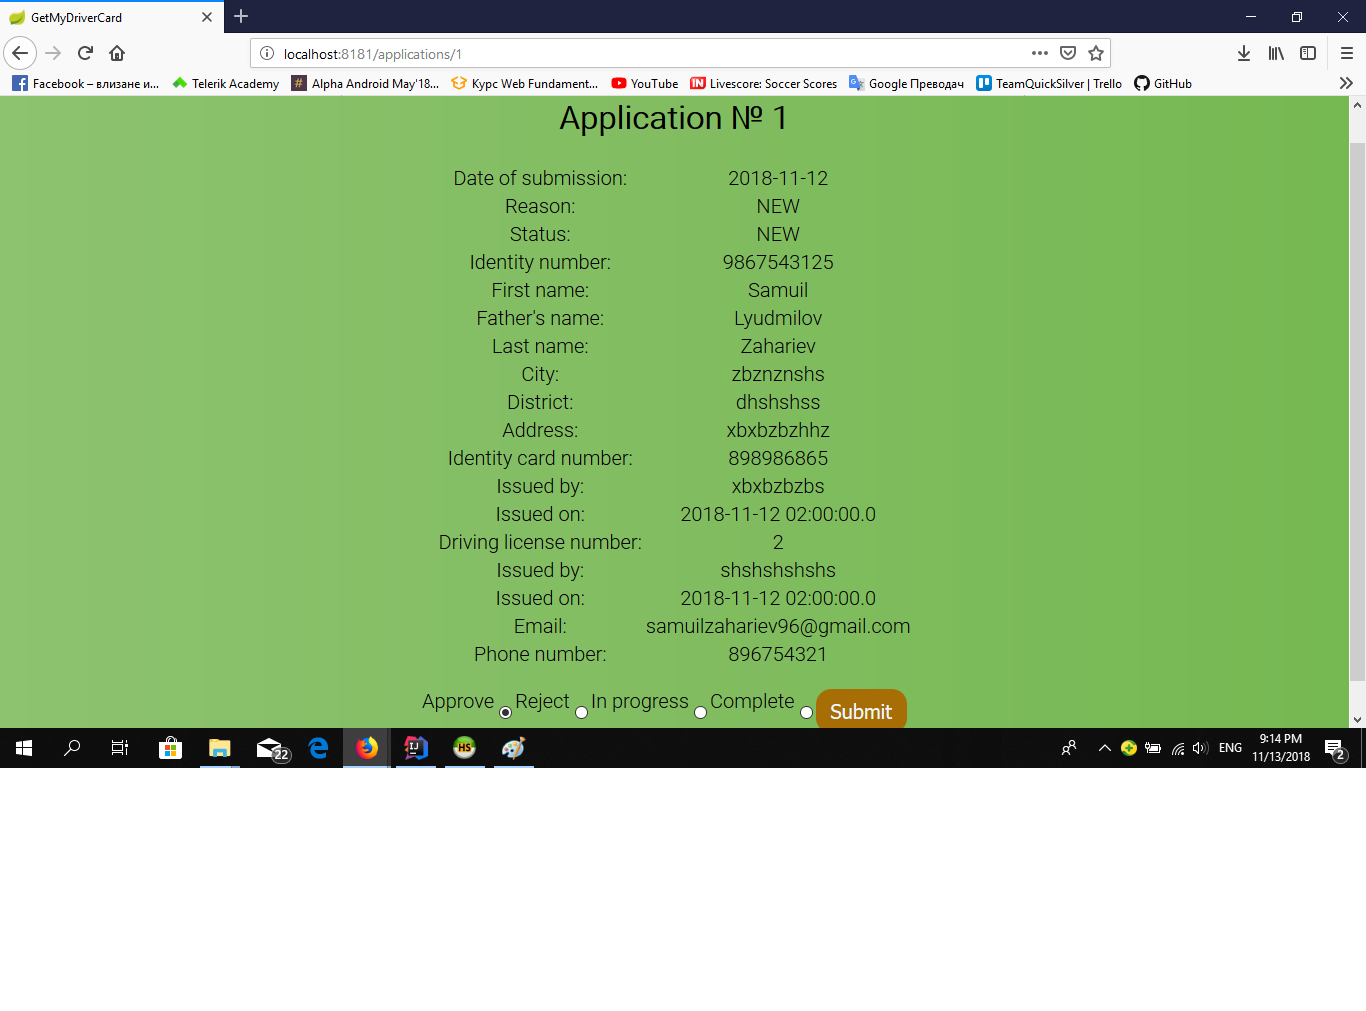 GetMyDriverCard
localhost:8181/applications/1
Facebook – влизане и... Telerik Academy Alpha Android May'18... Курс Web Fundament... YouTube Livescore: Soccer Scores Google Преводач TeamQuickSilver | Trello GitHub
Application № 1
Date of submission: 2018-11-12
Reason: NEW
Status: NEW
Identity number: 9867543125
First name: Samuil
Father's name: Lyudmilov
Last name: Zahariev
City: zbznznshs
District: dhshshss
Address: xbxbzbzhhz
Identity card number: 898986865
Issued by: xbxbzbzbs
Issued on: 2018-11-12 02:00:00.0
Driving license number: 2
Issued by: shshshshshs
Issued on: 2018-11-12 02:00:00.0
Email: samuilzahariev96@gmail.com
Phone number: 896754321
Approve Reject In progress Complete Submit
22 IJ HS ENG 9:14 PM
11/13/2018 2